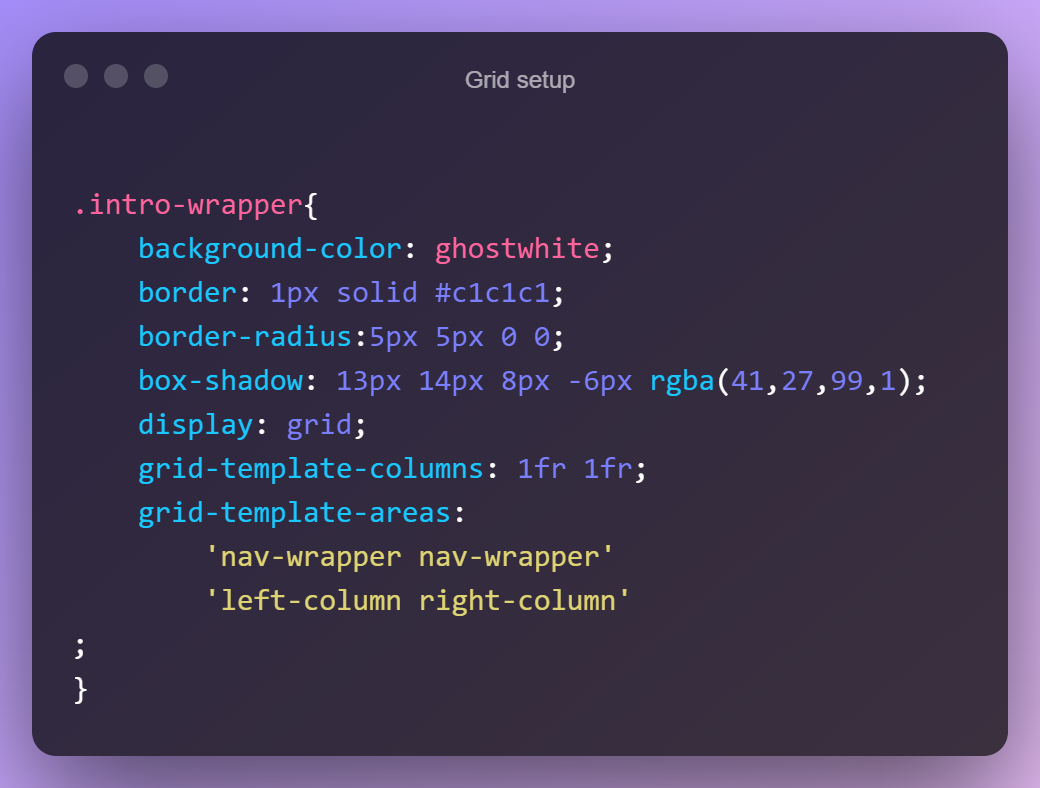 Grid setup
.intro-wrapper{
    background-color: ghostwhite;
    border: 1px solid #c1c1c1;
    border-radius:5px 5px 0 0;
    box-shadow: 13px 14px 8px -6px rgba(41,27,99,1);
    display: grid;
    grid-template-columns: 1fr 1fr;
    grid-template-areas:
        'nav-wrapper nav-wrapper'
        'left-column right-column'
;
}